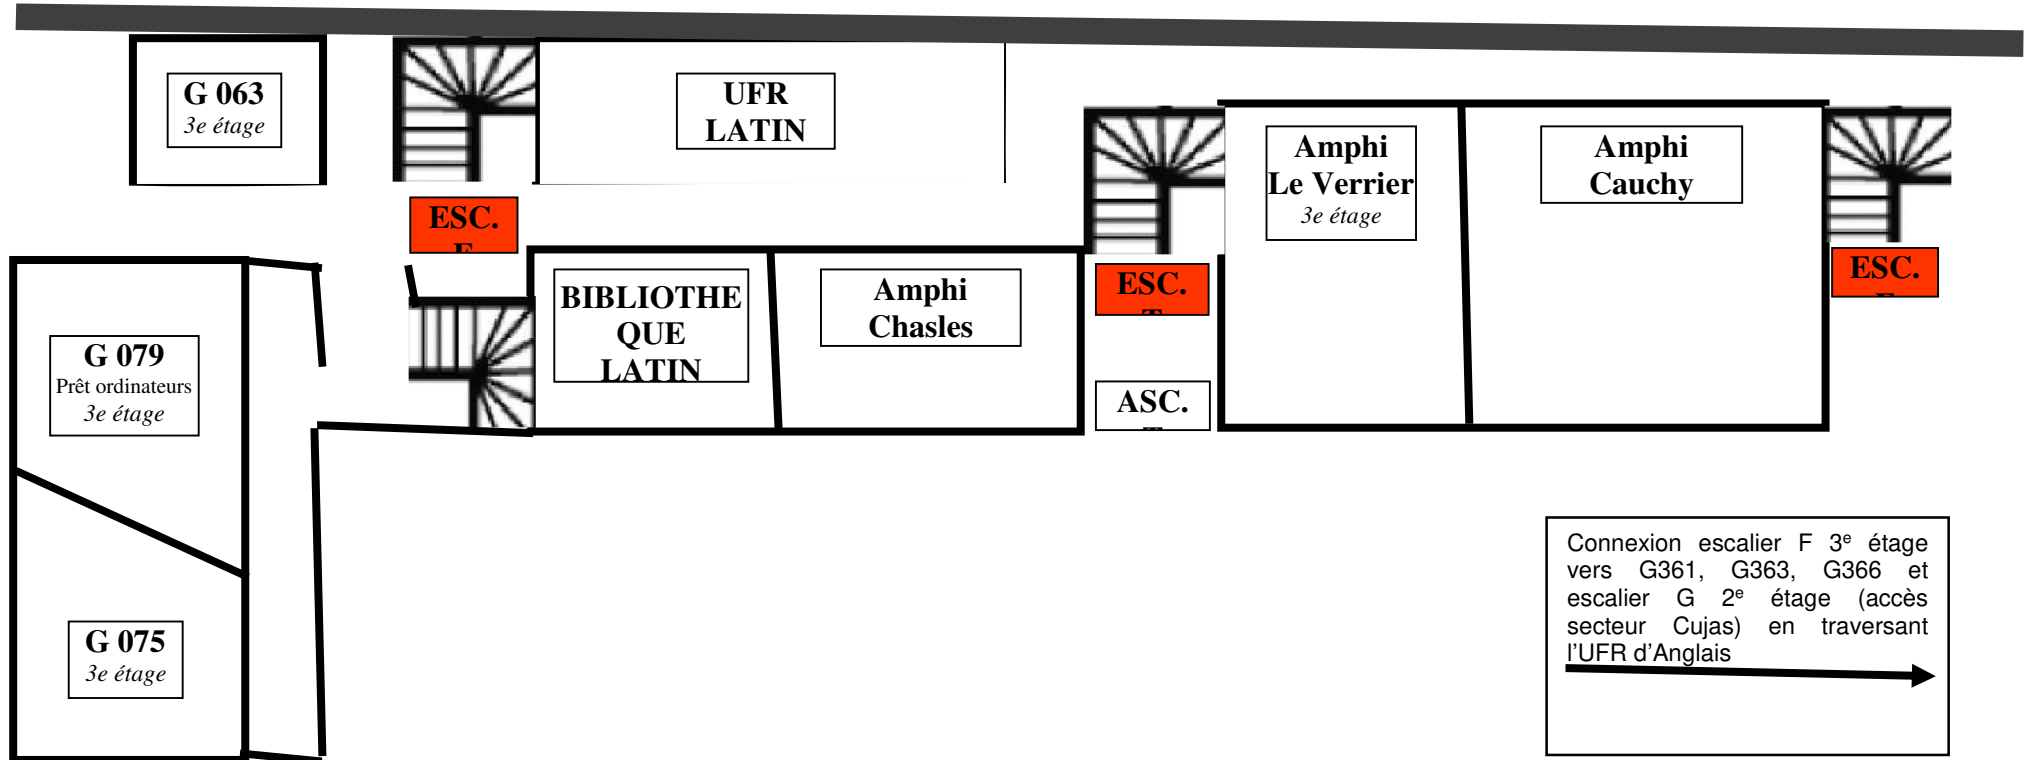 G 063
3e étage
UFR
LATIN
Amphi
Le Verrier
3e étage
Amphi
Cauchy
ESC.
ESC.
ESC.
BIBLIOTHE
QUE
LATIN
Amphi
Chasles
G 079
Prêt ordinateurs
3e étage
ASC.
G 075
3e étage
Connexion escalier F 3e étage
vers G361, G363, G366 et
escalier G 2e étage (accès
secteur Cujas) en traversant
l'UFR d'Anglais